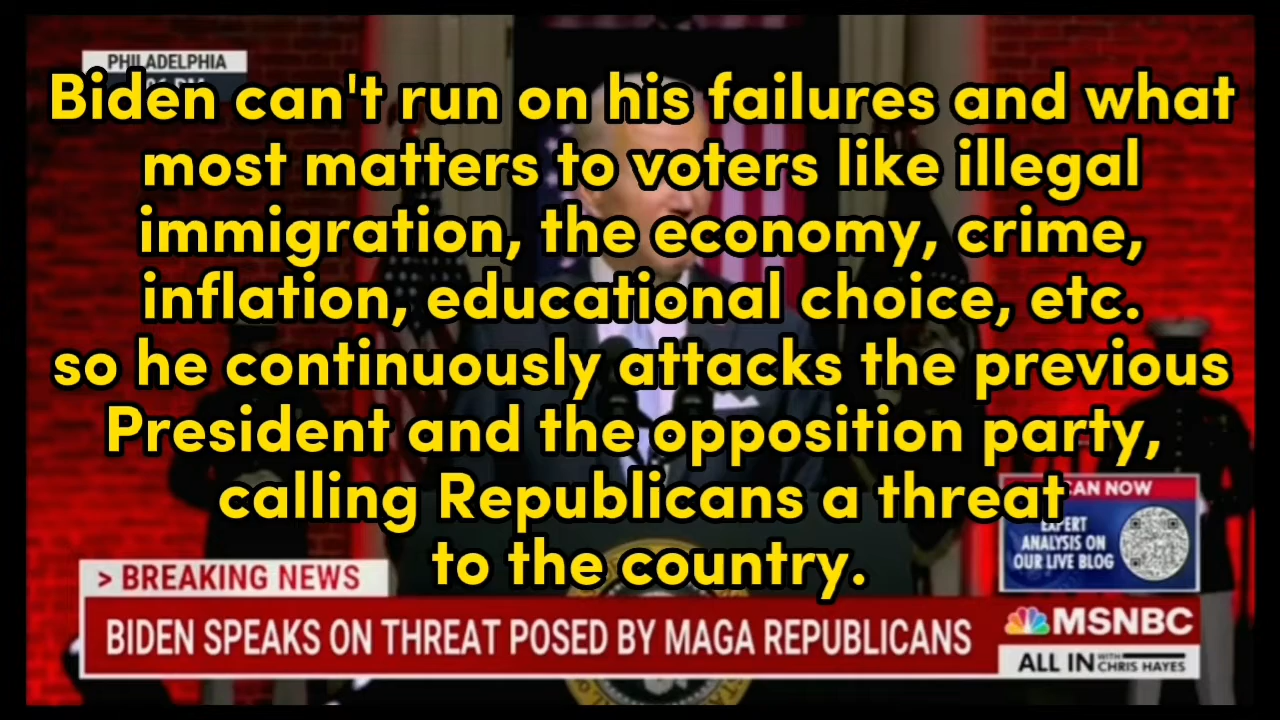 PHILADELPHIA
Biden can't run on his failures and what
most matters to voters like illegal
immigration, the economy, crime,
inflation, educational choice, etc.
so he continuously attacks the previous
President and the opposition party,
calling Republicans a threat
to the country.
NOW
EXPERT
ANALYSIS ON
OUR LIVE BLOG
> BREAKING NEWS
BIDEN SPEAKS ON THREAT POSED BY MAGA REPUBLICANS
MSNBC
ALL IN WITH CHRIS HAYES